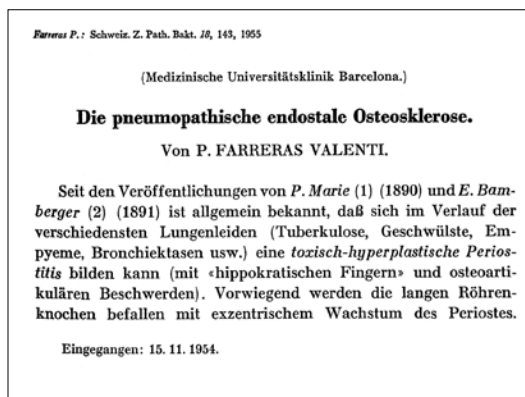 Farreras P.: Schweiz. Z. Path. Bakt. 18, 143, 1955
(Medizinische Universitätsklinik Barcelona.)
Die pneumopathische endostale Osteosklerose.
Von P. FARRERAS VALENTI.
Seit den Veröffentlichungen von P. Marie (1) (1890) und E. Bam-
berger (2) (1891) ist allgemein bekannt, daß sich im Verlauf der
verschiedensten Lungenleiden (Tuberkulose, Geschwülste, Em-
pyeme, Bronchiektasen usw.) eine toxisch-hyperplastische Perios-
titis bilden kann (mit «hippokratischen Fingern» und osteoarti-
kulären Beschwerden). Vorwiegend werden die langen Röhren-
knochen befallen mit exzentrischem Wachstum des Periostes.
Eingegangen: 15. 11. 1954.